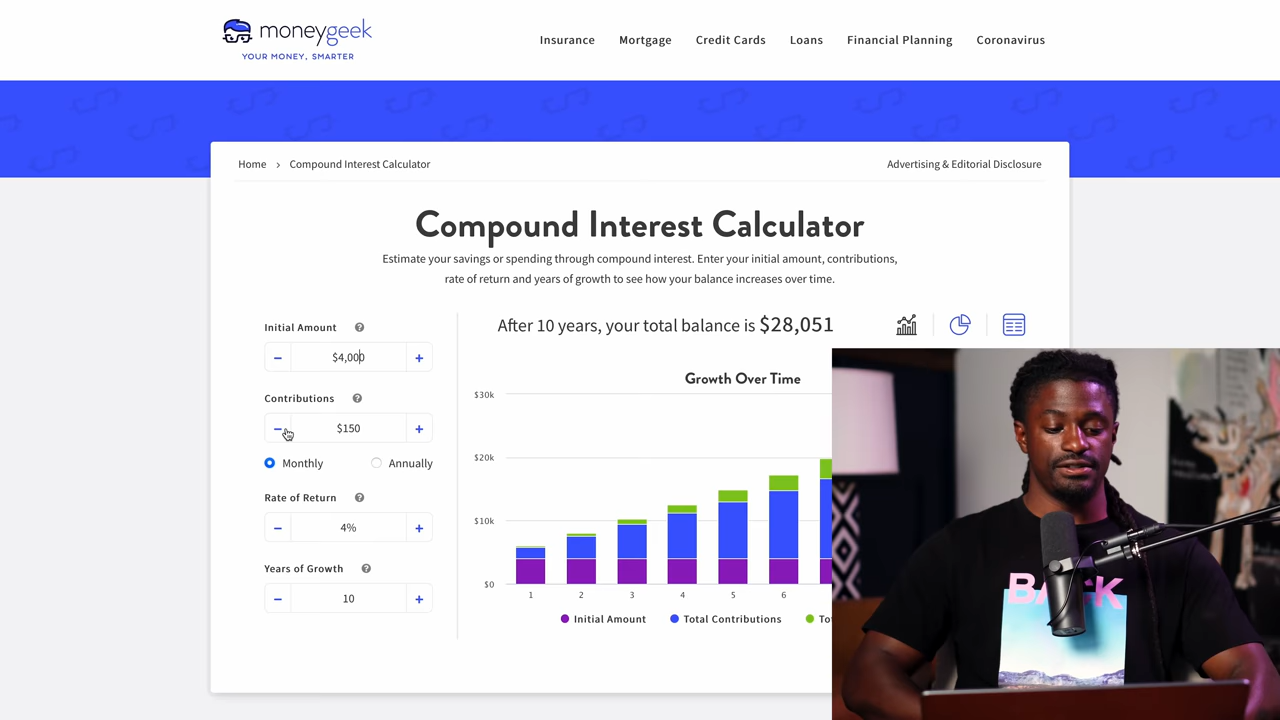 moneygeek
YOUR MONEY, SMARTER
Insurance Mortgage Credit Cards Loans Financial Planning Coronavirus
Home > Compound Interest Calculator
Advertising & Editorial Disclosure
Compound Interest Calculator
Estimate your savings or spending through compound interest. Enter your initial amount, contributions,
rate of return and years of growth to see how your balance increases over time.
Initial Amount ?
− $4,000 +
Contributions ?
− $150 +
Monthly Annually
Rate of Return ?
− 4% +
Years of Growth ?
− 10 +
After 10 years, your total balance is $28,051
Growth Over Time
$30k
$20k
$10k
$0
1 2 3 4 5 6
Initial Amount Total Contributions To
BACK